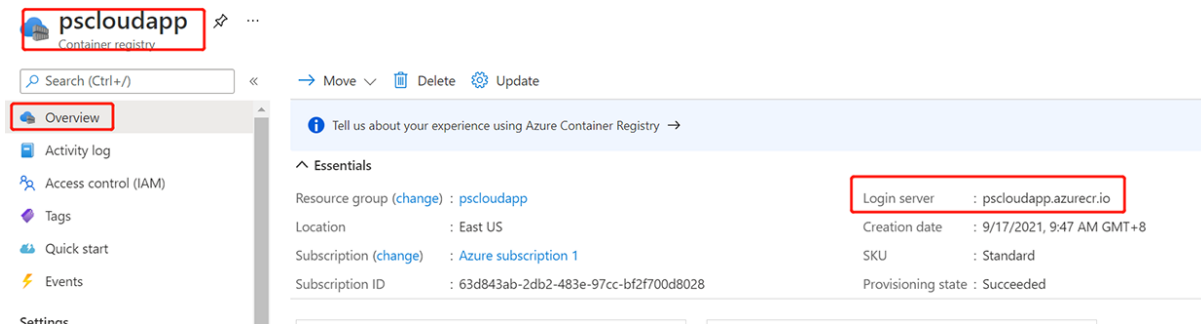 pscloudapp
Container registry
Search (Ctrl+/)
Overview
Activity log
Access control (IAM)
Tags
Quick start
Events
Settings
Move Delete Update
Tell us about your experience using Azure Container Registry →
Essentials
Resource group (change) : pscloudapp
Location : East US
Subscription (change) : Azure subscription 1
Subscription ID : 63d843ab-2db2-483e-97cc-bf2f700d8028
Login server : pscloudapp.azurecr.io
Creation date : 9/17/2021, 9:47 AM GMT+8
SKU : Standard
Provisioning state : Succeeded